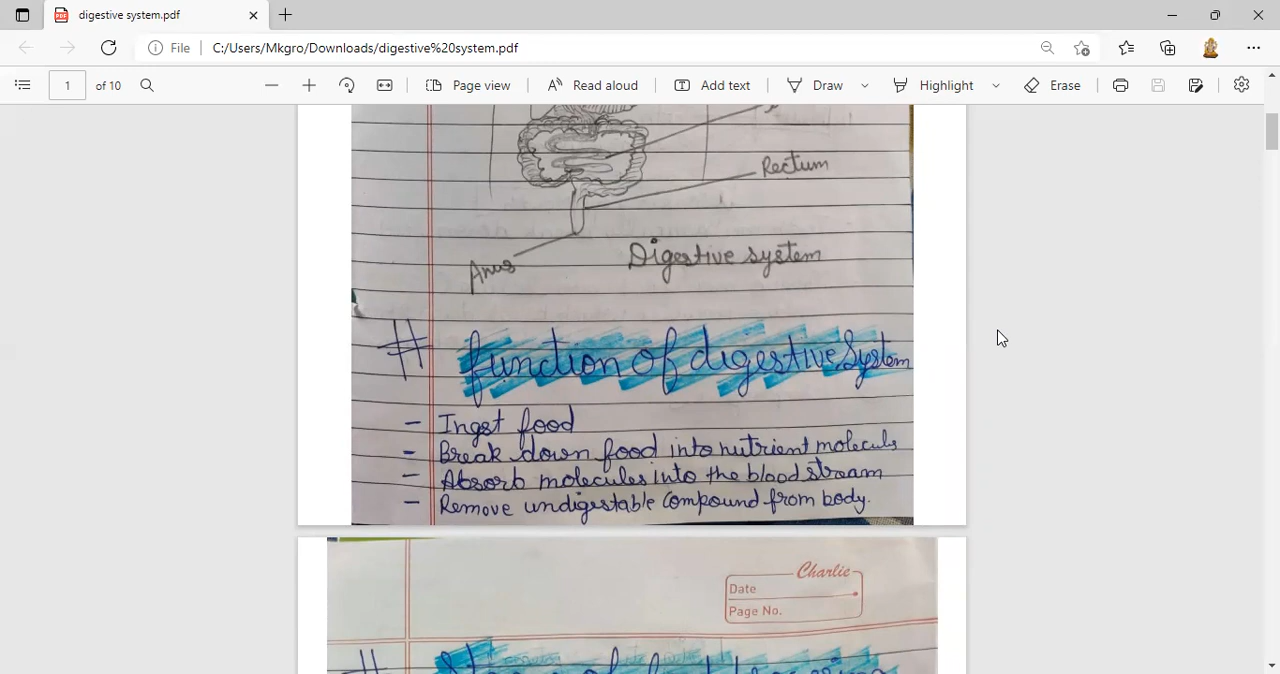 digestive system.pdf
File
C:/Users/Mkgro/Downloads/digestive%20system.pdf
1 of 10
Page view
Read aloud
Add text
Draw
Highlight
Erase
Rectum
Anus
Digestive system
# function of digestive System
- Ingest food
- Break down food into nutrient molecules
- Absorb molecules into the blood stream
- Remove undigestable compound from body.
Charlie
Date
Page No.
#